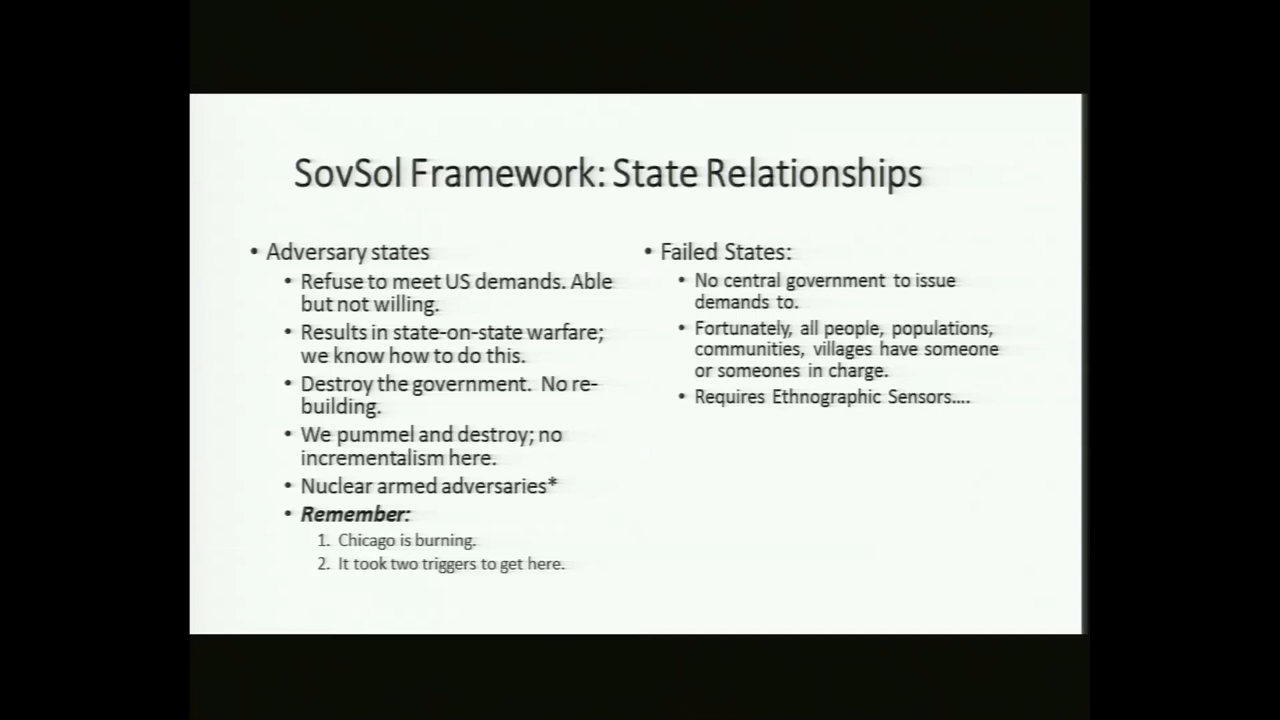 SovSol Framework: State Relationships
• Adversary states
• Refuse to meet US demands. Able
but not willing.
• Results in state-on-state warfare;
we know how to do this.
• Destroy the government. No re-
building.
• We pummel and destroy; no
incrementalism here.
• Nuclear armed adversaries*
• Remember:
1. Chicago is burning.
2. It took two triggers to get here.
• Failed States:
• No central government to issue
demands to.
• Fortunately, all people, populations,
communities, villages have someone
or someones in charge.
• Requires Ethnographic Sensors....